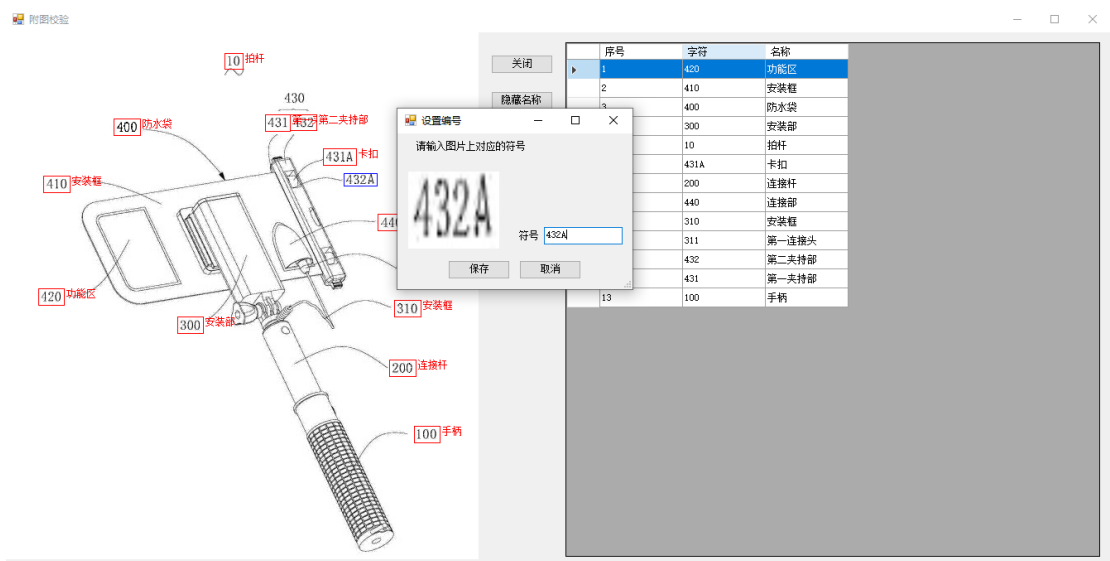 附图校验
关闭
隐藏名称
10 拍杆
430
431 第一 432 第二夹持部
400 防水袋
431A 卡扣
432A
410 安装框
440
420 功能区
300 安装部
310 安装框
200 连接杆
100 手柄
设置编号
请输入图片上对应的符号
432A
符号 432A
保存 取消
序号 字符 名称
1 420 功能区
2 410 安装框
3 400 防水袋
300 安装部
10 拍杆
431A 卡扣
200 连接杆
440 连接部
310 安装框
311 第一连接头
432 第二夹持部
431 第一夹持部
13 100 手柄